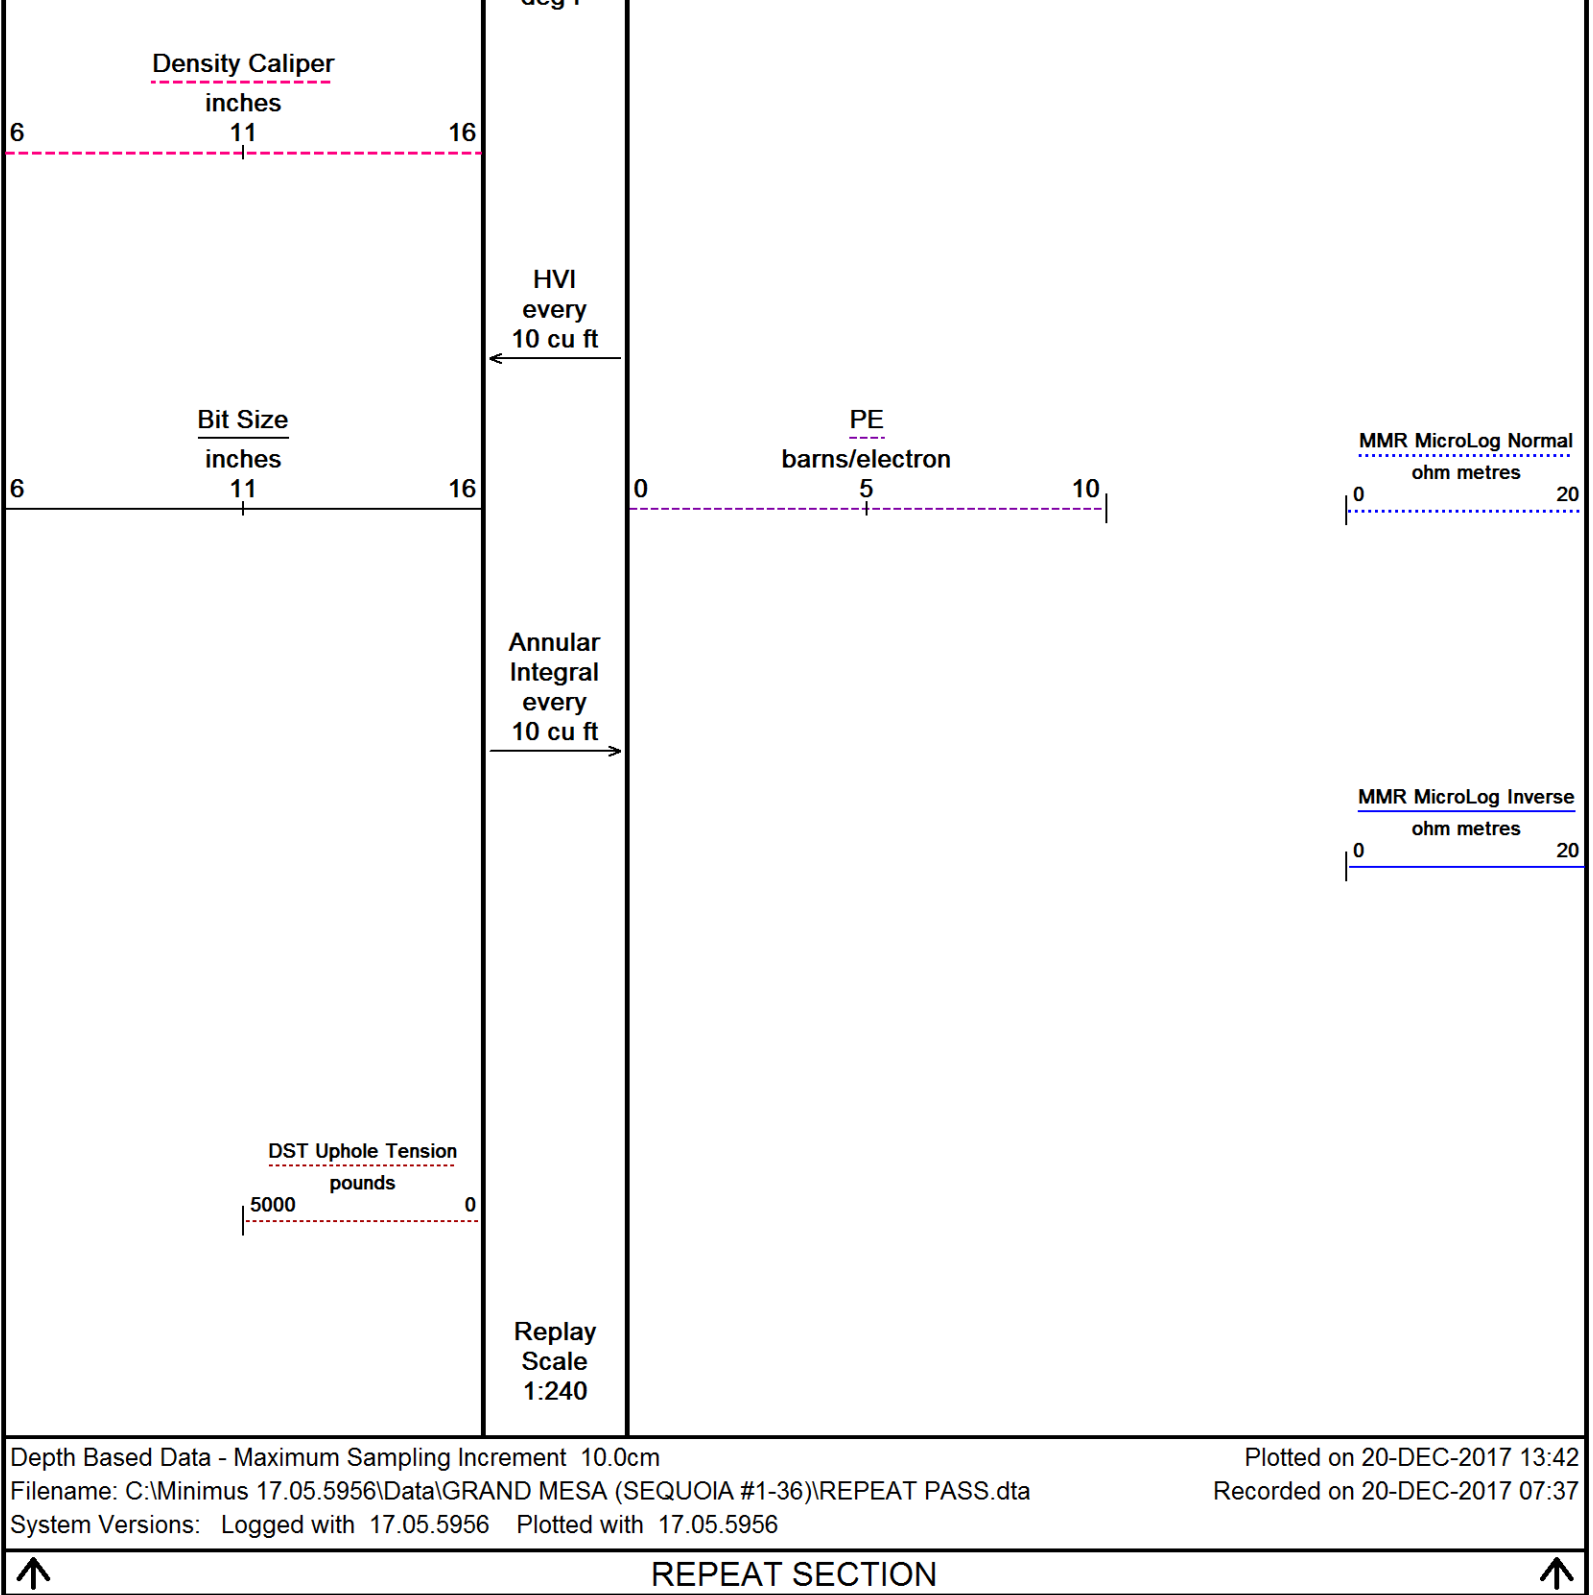 deg F
Density Caliper
inches
6 11 16
HVI
every
10 cu ft
Bit Size
inches
6 11 16
PE
barns/electron
0 5 10
MMR MicroLog Normal
ohm metres
0 20
Annular
Integral
every
10 cu ft
MMR MicroLog Inverse
ohm metres
0 20
DST Uphole Tension
pounds
5000 0
Replay
Scale
1:240
Depth Based Data - Maximum Sampling Increment 10.0cm Plotted on 20-DEC-2017 13:42
Filename: C:\Minimus 17.05.5956\Data\GRAND MESA (SEQUOIA #1-36)\REPEAT PASS.dta Recorded on 20-DEC-2017 07:37
System Versions: Logged with 17.05.5956 Plotted with 17.05.5956
REPEAT SECTION